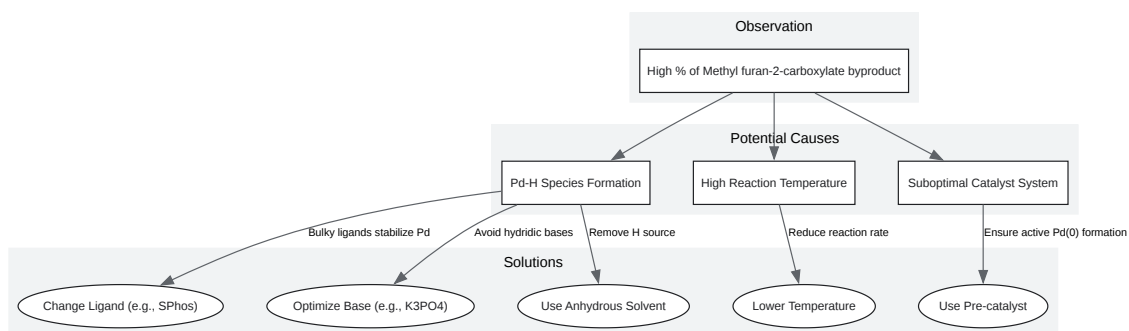 Observation
High % of Methyl furan-2-carboxylate byproduct
Potential Causes
Pd-H Species Formation
High Reaction Temperature
Suboptimal Catalyst System
Bulky ligands stabilize Pd
Avoid hydridic bases
Remove H source
Reduce reaction rate
Ensure active Pd(0) formation
Solutions
Change Ligand (e.g., SPhos)
Optimize Base (e.g., K3PO4)
Use Anhydrous Solvent
Lower Temperature
Use Pre-catalyst